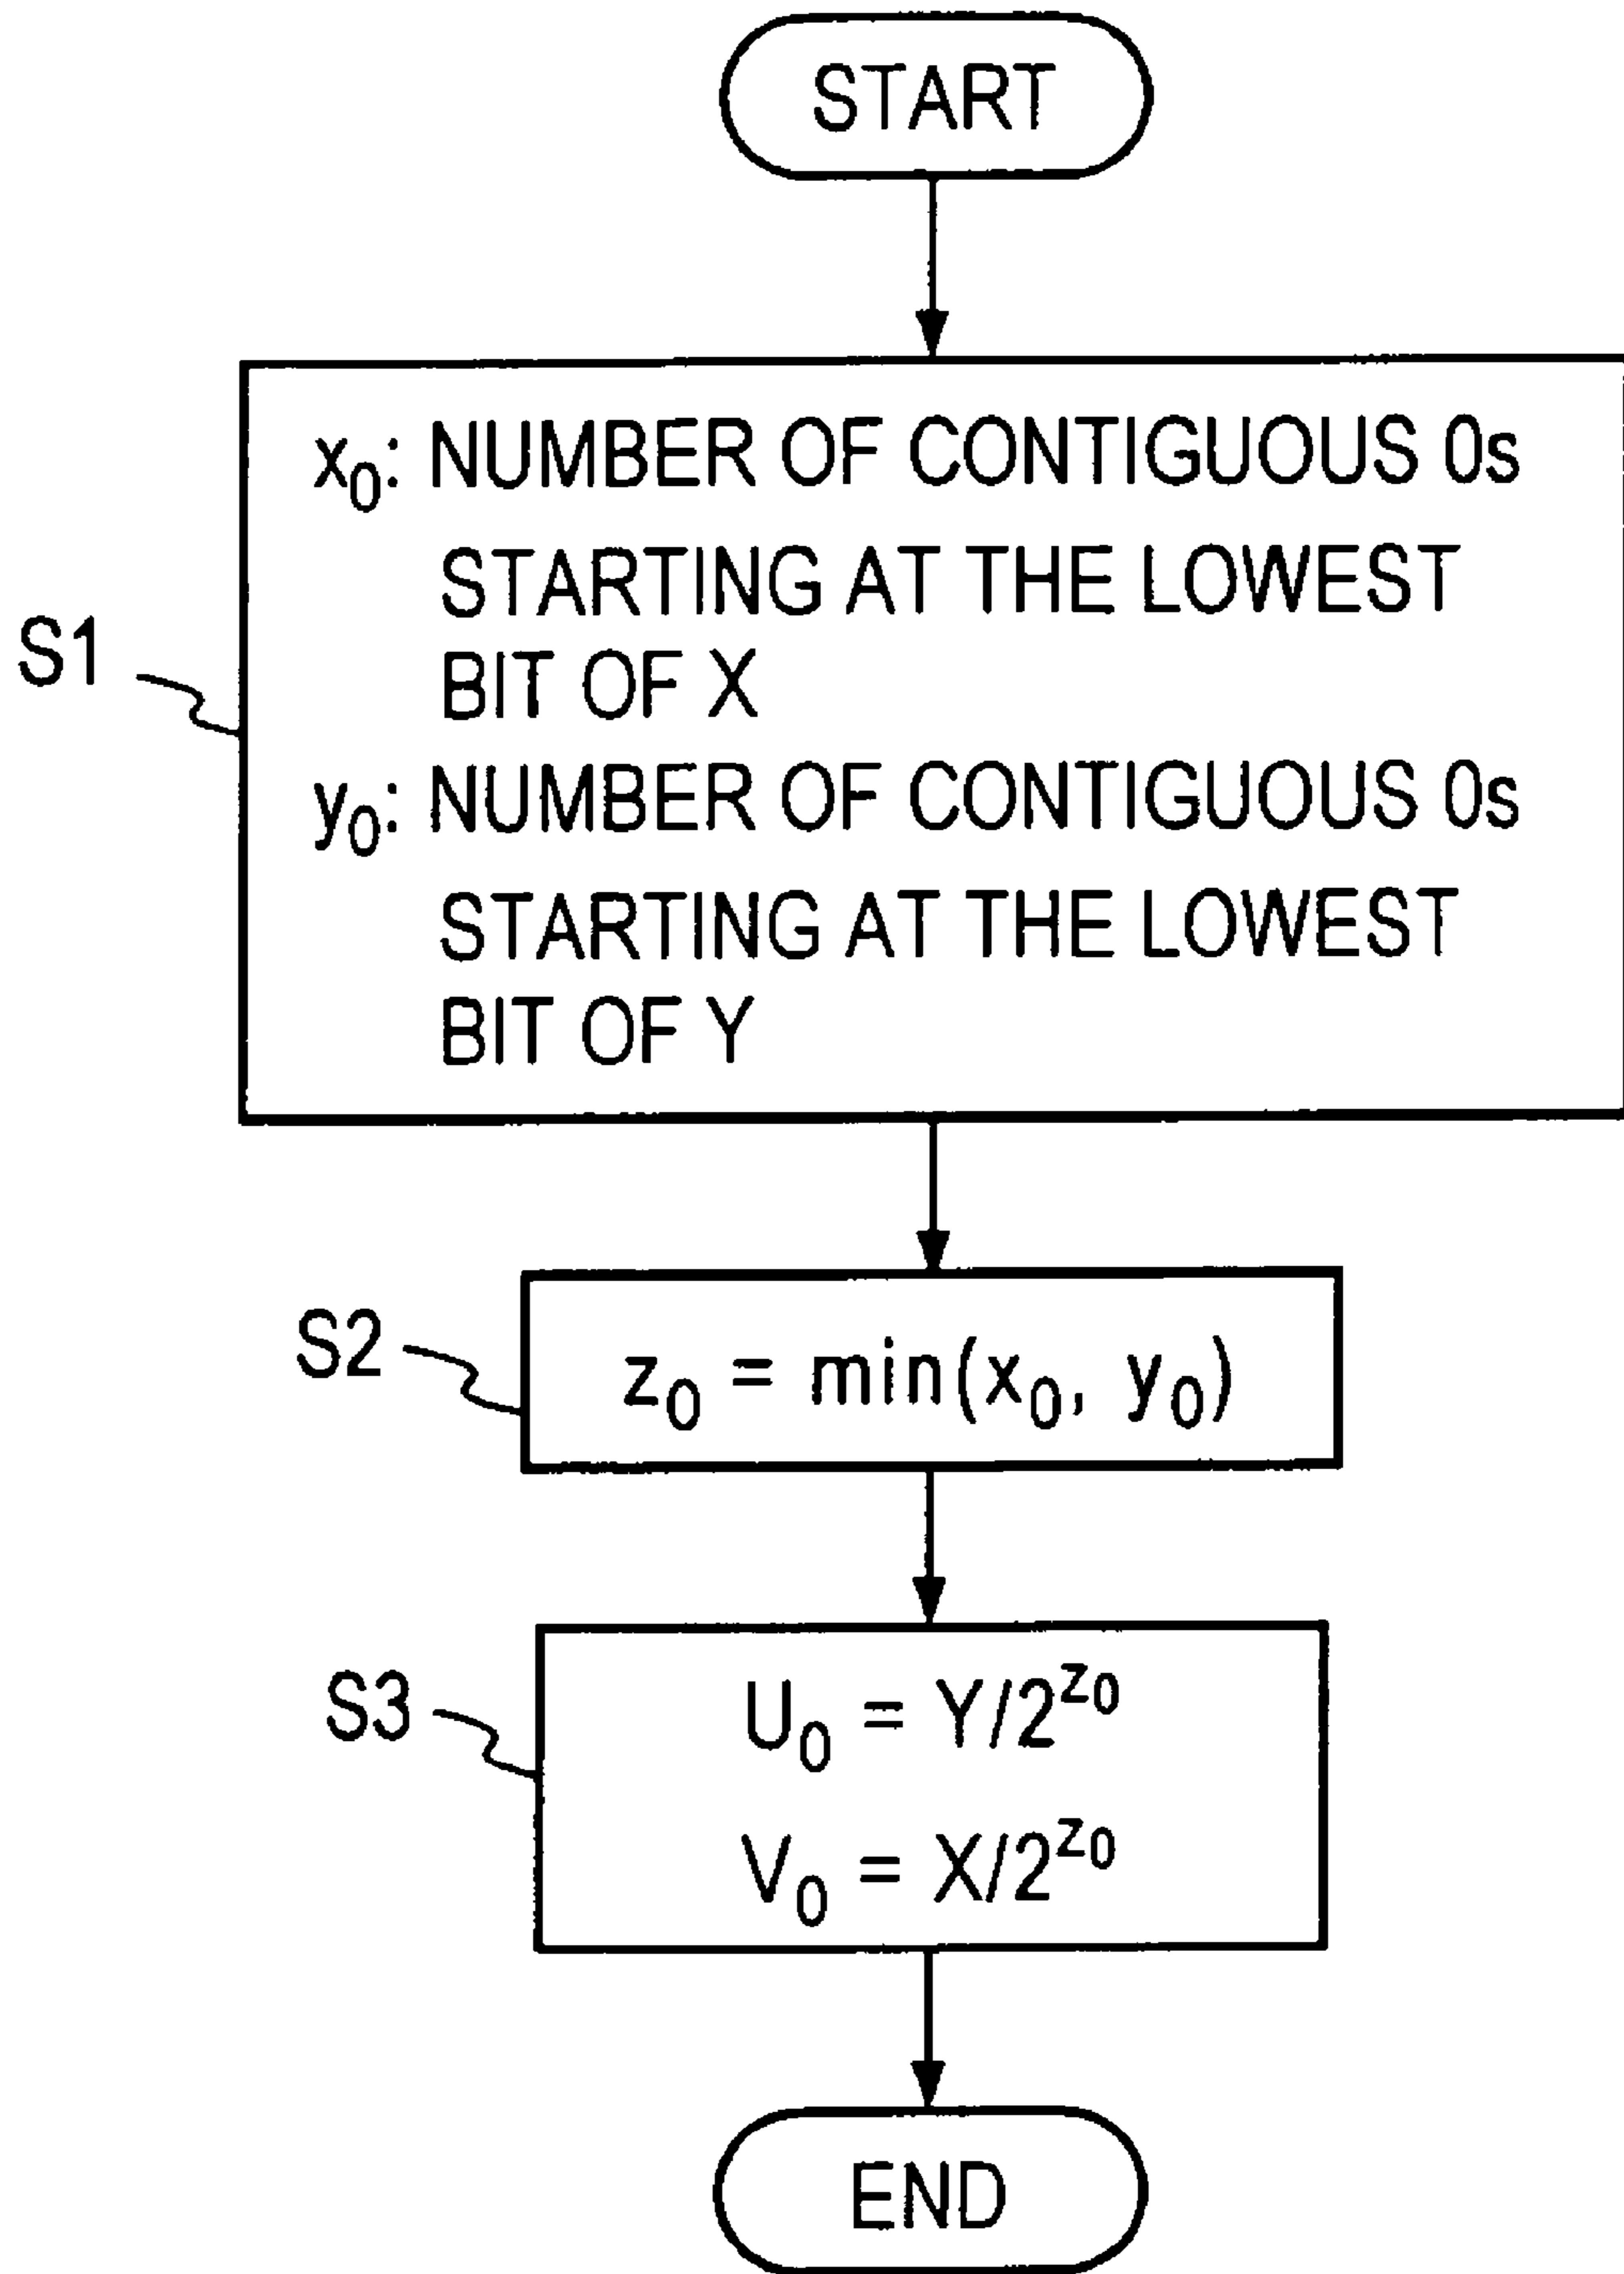 START
x₀: NUMBER OF CONTIGUOUS 0s
STARTING AT THE LOWEST
BIT OF X
y₀: NUMBER OF CONTIGUOUS 0s
STARTING AT THE LOWEST
BIT OF Y
S1
S2
z₀ = min(x₀, y₀)
S3
U₀ = Y/2^z₀
V₀ = X/2^z₀
END